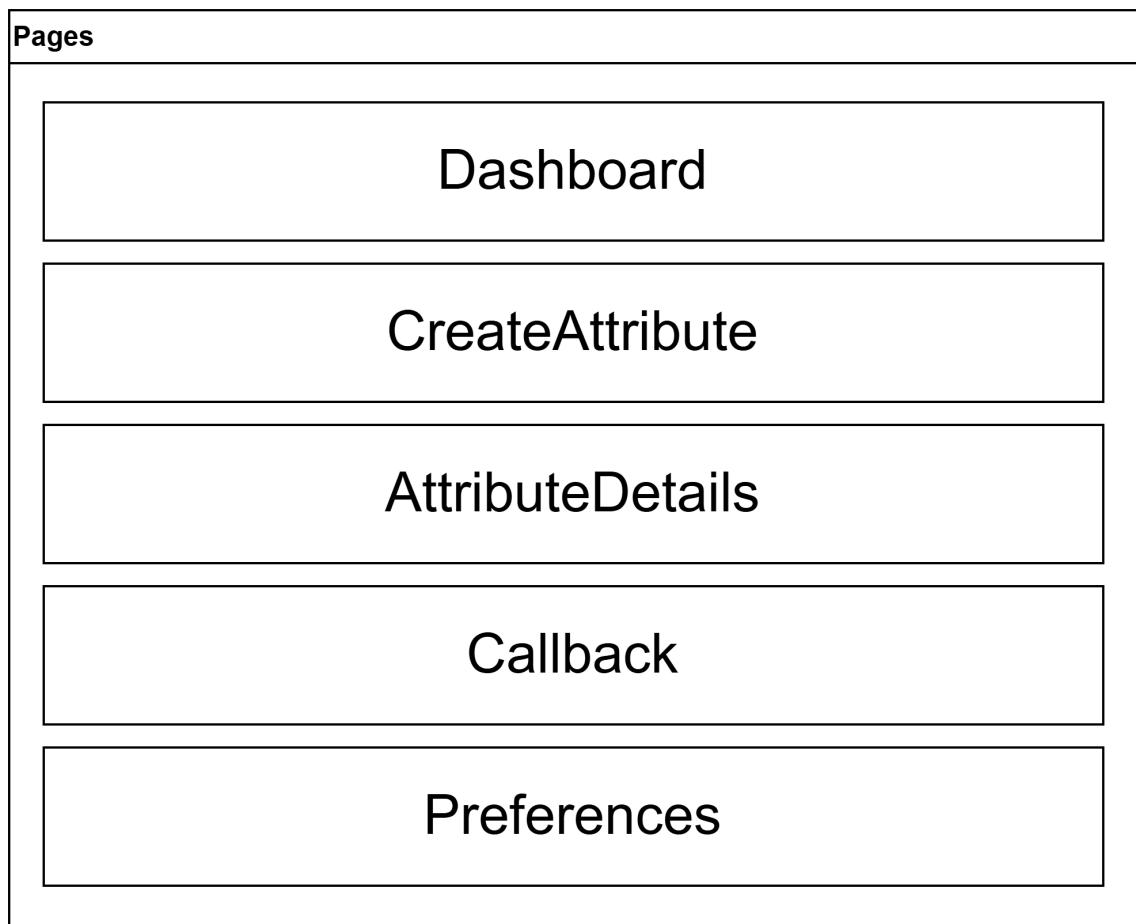 Pages
Dashboard
CreateAttribute
AttributeDetails
Callback
Preferences